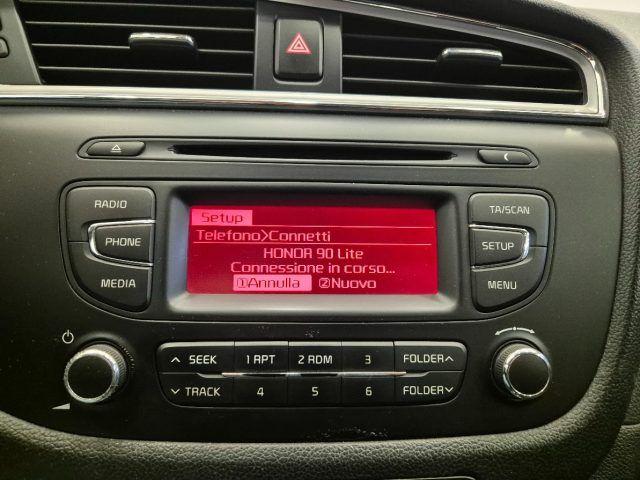 RADIO
PHONE
MEDIA
Setup
Telefono>Connetti
HONOR 90 Lite
Connessione in corso...
①Annulla ②Nuovo
TA/SCAN
SETUP
MENU
∧ SEEK 1 RPT 2 RDM 3 FOLDER∧
∨ TRACK 4 5 6 FOLDER∨